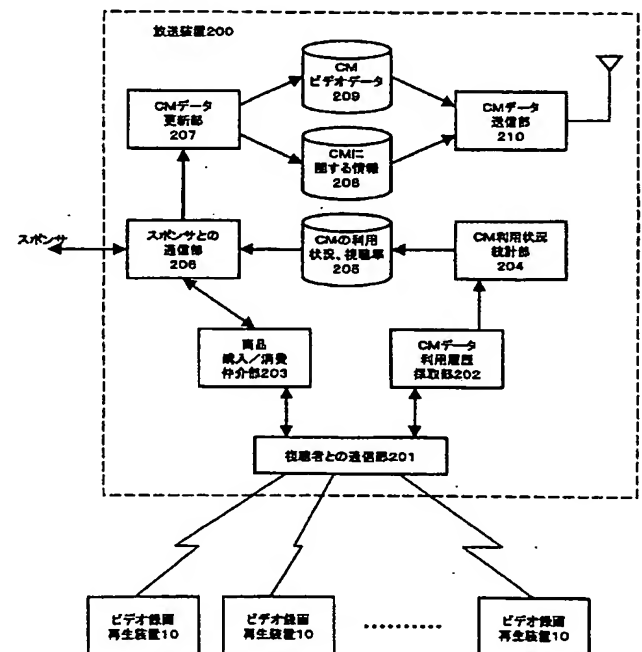 放送装置200
CM
ビデオデータ
209
CMデータ
更新部
207
CMデータ
送信部
210
CMに
関する情報
208
スポンサ
スポンサとの
通信部
206
CMの利用
状況、視聴率
205
CM利用状況
統計部
204
商品
購入／消費
仲介部203
CMデータ
利用履歴
採取部202
視聴者との通信部201
ビデオ録画
再生装置10
ビデオ録画
再生装置10
ビデオ録画
再生装置10